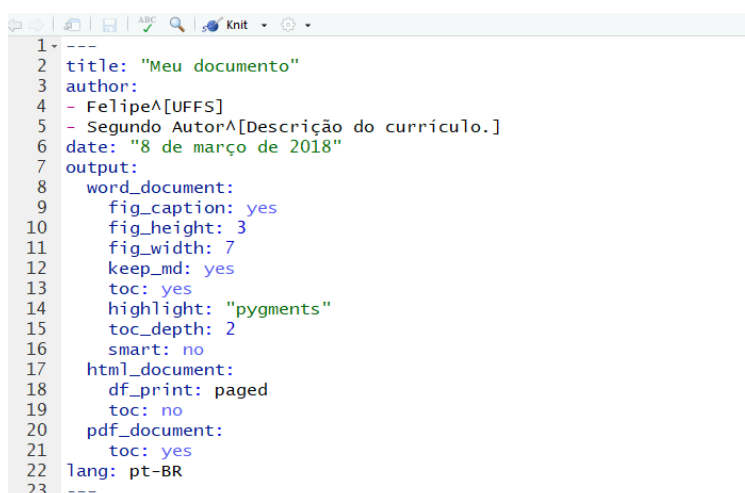 ABC Knit
1 ---
2 title: "Meu documento"
3 author:
4 - Felipe^[UFFS]
5 - Segundo Autor^[Descrição do currículo.]
6 date: "8 de março de 2018"
7 output:
8   word_document:
9     fig_caption: yes
10     fig_height: 3
11     fig_width: 7
12     keep_md: yes
13     toc: yes
14     highlight: "pygments"
15     toc_depth: 2
16     smart: no
17   html_document:
18     df_print: paged
19     toc: no
20   pdf_document:
21     toc: yes
22 lang: pt-BR
23 ---